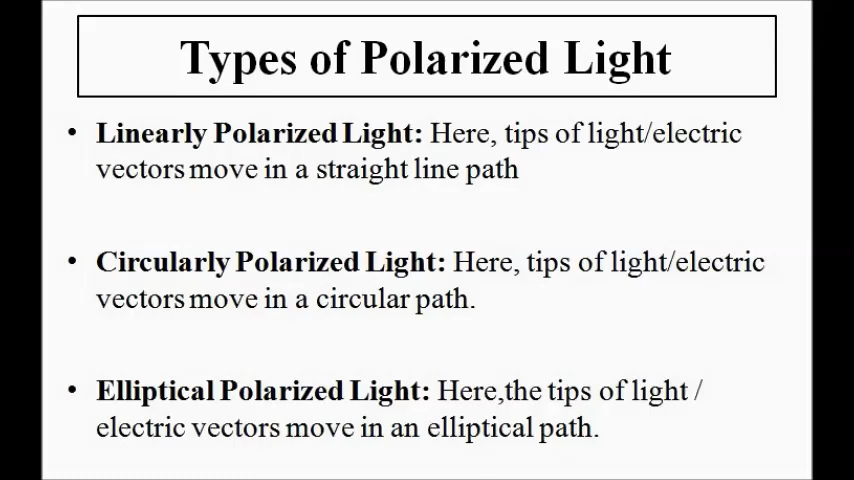 Types of Polarized Light
• Linearly Polarized Light: Here, tips of light/electric
vectors move in a straight line path
• Circularly Polarized Light: Here, tips of light/electric
vectors move in a circular path.
• Elliptical Polarized Light: Here,the tips of light /
electric vectors move in an elliptical path.